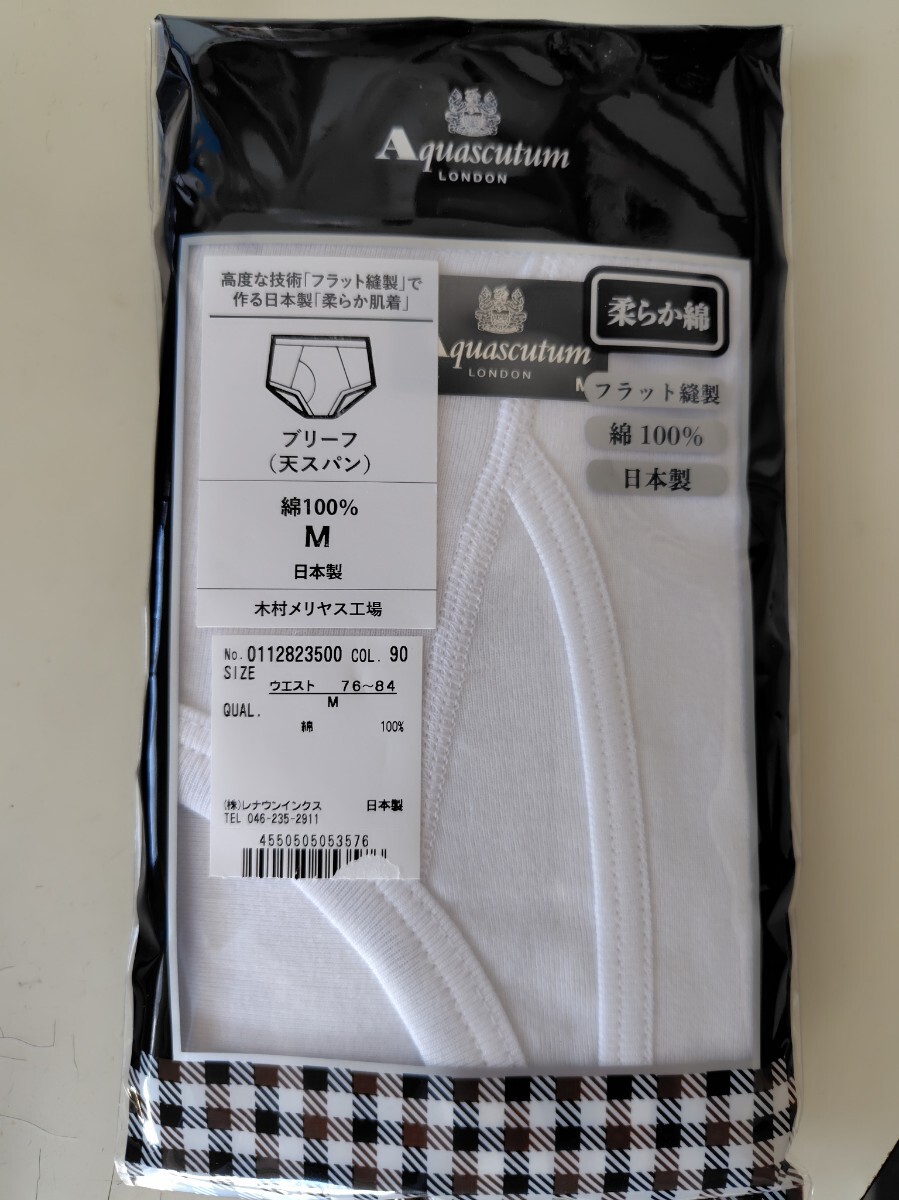 Aquascutum
LONDON
高度な技術「フラット縫製」で
作る日本製「柔らか肌着」
ブリーフ
（天スパン）
綿100%
M
日本製
木村メリヤス工場
Aquascutum
LONDON
M
柔らか綿
フラット縫製
綿 100%
日本製
No. 0112823500 COL. 90
SIZE
ウエスト 76～84
M
QUAL.
綿 100%
(株)レナウンインクス 日本製
TEL 046-235-2911
4550505053576